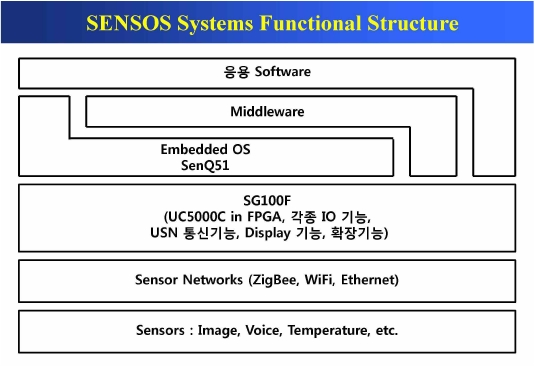 SENSOS Systems Functional Structure
응용 Software
Middleware
Embedded OS
SenQ51
SG100F
(UC5000C in FPGA, 각종 IO 기능,
USN 통신기능, Display 기능, 확장기능)
Sensor Networks (ZigBee, WiFi, Ethernet)
Sensors : Image, Voice, Temperature, etc.